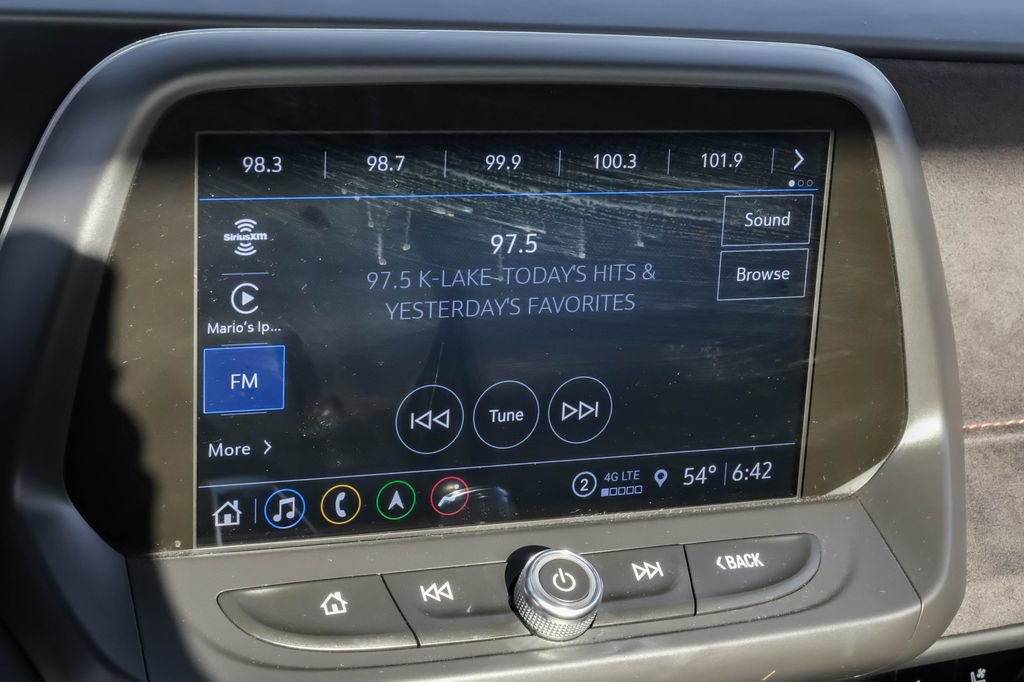 98.3 98.7 99.9 100.3 101.9
SiriusXM
97.5
Sound
97.5 K-LAKE-TODAY'S HITS &
YESTERDAY'S FAVORITES
Browse
Mario's Ip...
FM
Tune
More
2 4G LTE 54° 6:42
BACK